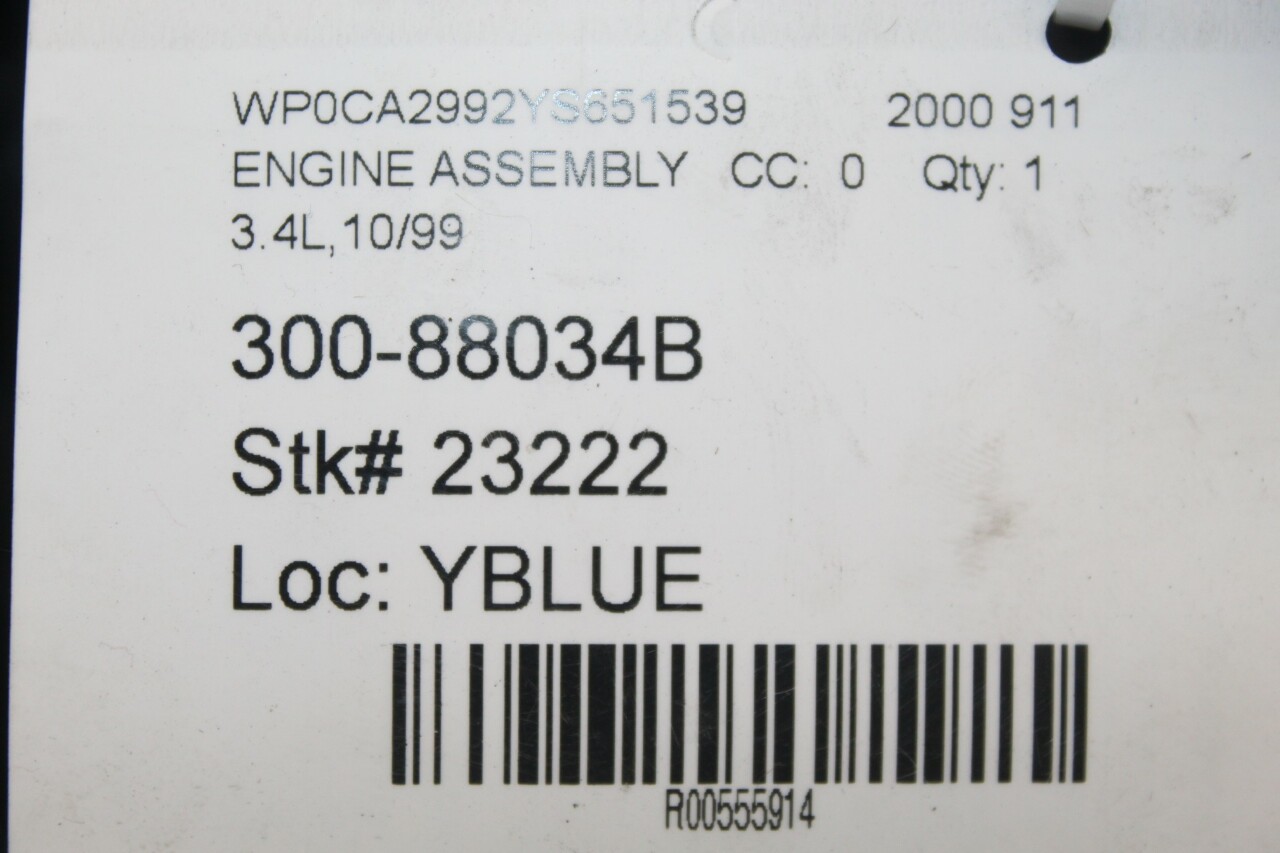 WP0CA2992YS651539 2000 911
ENGINE ASSEMBLY CC: 0 Qty: 1
3.4L,10/99
300-88034B
Stk# 23222
Loc: YBLUE
R00555914